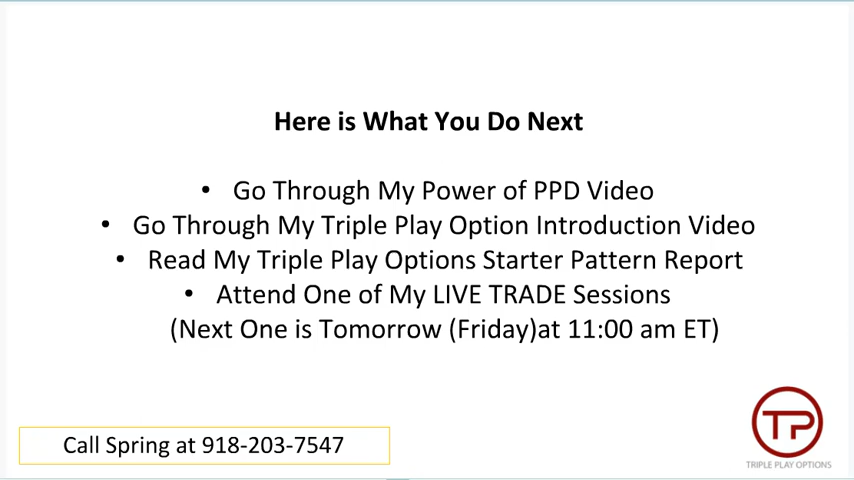 Here is What You Do Next
• Go Through My Power of PPD Video
• Go Through My Triple Play Option Introduction Video
• Read My Triple Play Options Starter Pattern Report
• Attend One of My LIVE TRADE Sessions
(Next One is Tomorrow (Friday)at 11:00 am ET)
Call Spring at 918-203-7547
TP
TRIPLE PLAY OPTIONS